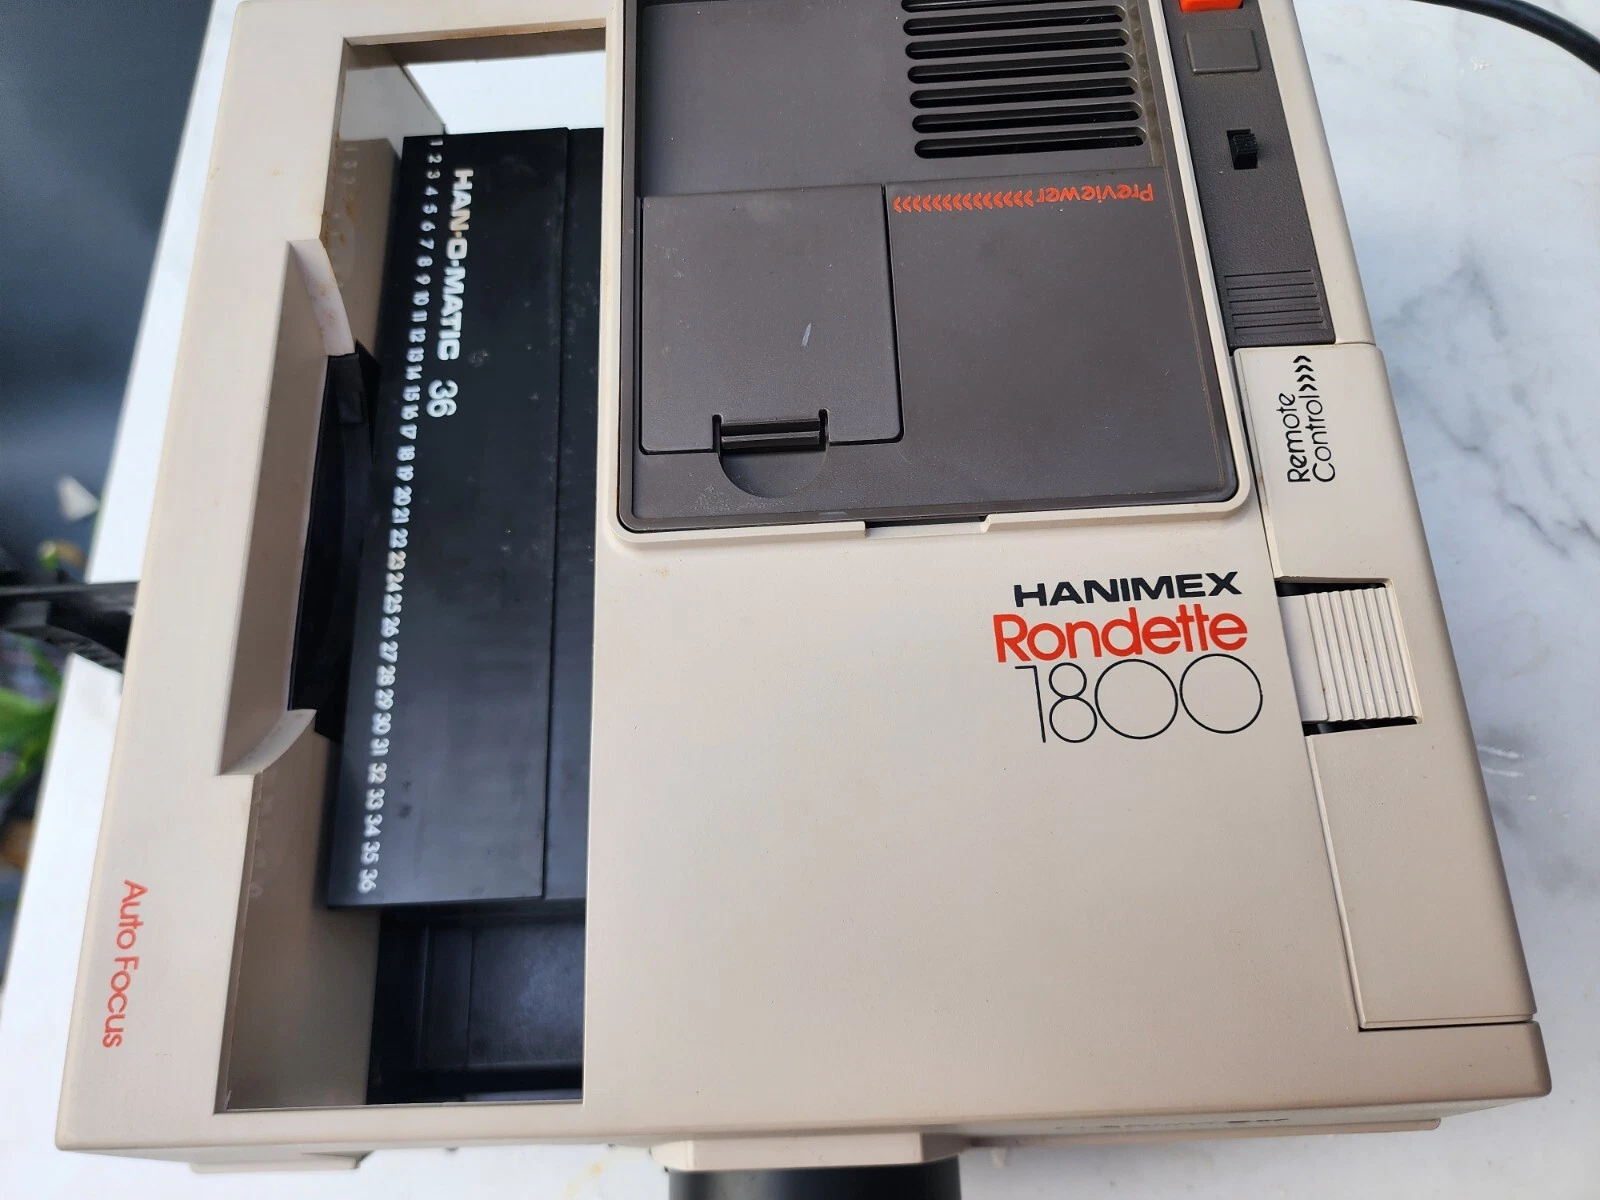 HAN-O-MATIC 36
1 2 3 4 5 6 7 8 9 10 11 12 13 14 15 16 17 18 19 20 21 22 23 24 25 26 27 28 29 30 31 32 33 34 35 36
Previewer
Remote
Control
HANIMEX
Rondette
1800
Auto Focus